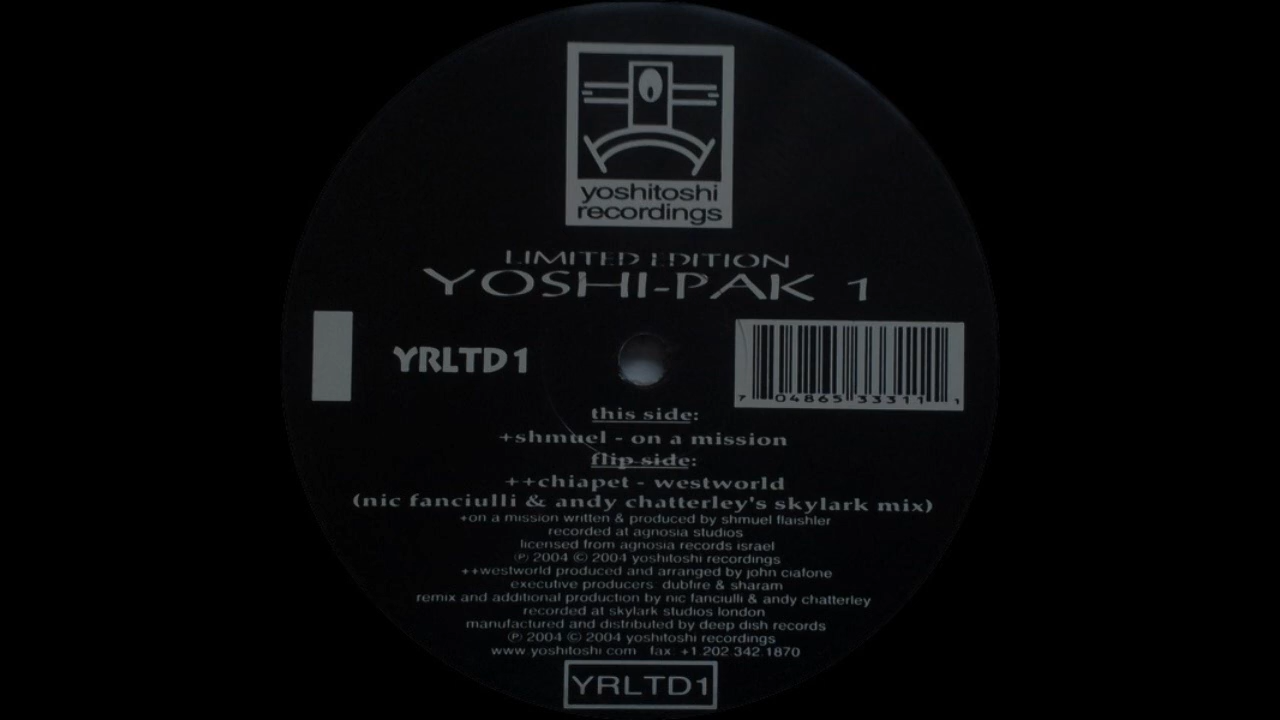 yoshitoshi
recordings
LIMITED EDITION
YOSHI-PAK 1
YRLTD1
7 04865 33311 1
this side:
+shmuel - on a mission
flip side:
++chiapet - westworld
(nic fanciulli & andy chatterley's skylark mix)
+on a mission written & produced by shmuel flaishler
recorded at agnosia studios
licensed from agnosia records israel
℗ 2004 © 2004 yoshitoshi recordings
++westworld produced and arranged by john ciafone
executive producers: dubfire & sharam
remix and additional production by nic fanciulli & andy chatterley
recorded at skylark studios london
manufactured and distributed by deep dish records
℗ 2004 © 2004 yoshitoshi recordings
www.yoshitoshi.com fax: +1.202.342.1870
YRLTD1